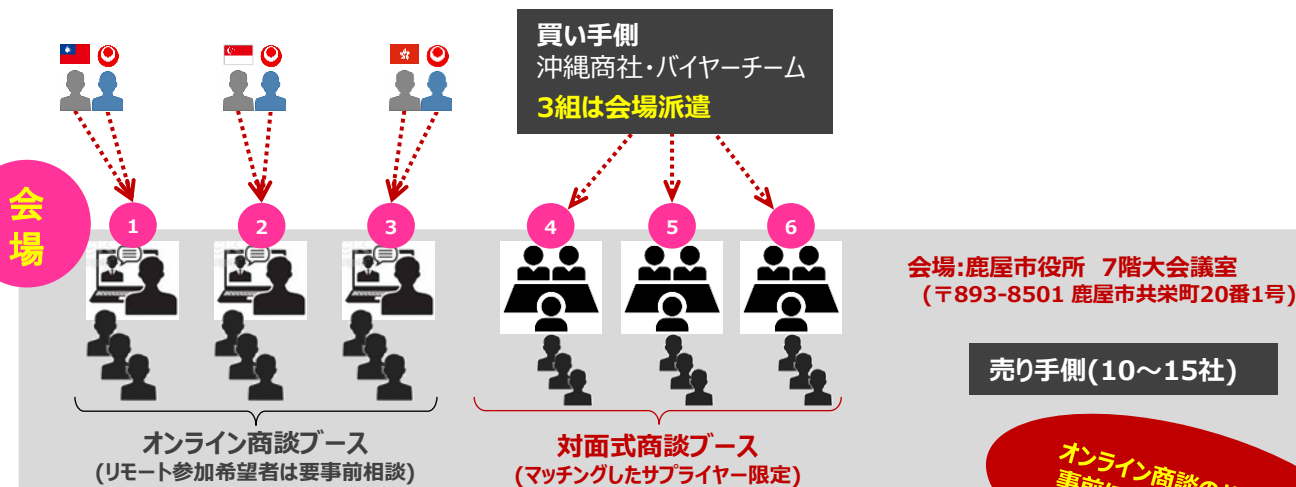 買い手側
沖縄商社・バイヤーチーム
3組は会場派遣
会
場
1
2
3
4
5
6
会場:鹿屋市役所 7階大会議室
(〒893-8501 鹿屋市共栄町20番1号)
売り手側(10～15社)
オンライン商談ブース
(リモート参加希望者は要事前相談)
対面式商談ブース
(マッチングしたサプライヤー限定)
オンライン商談の
事前